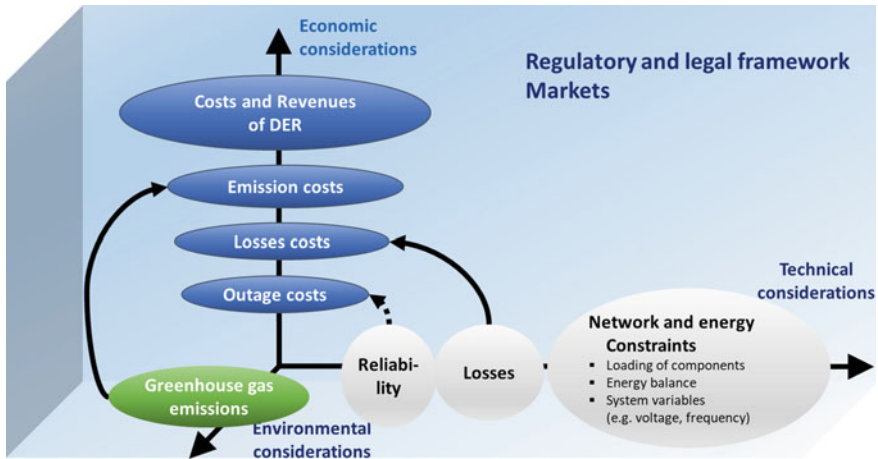 Economic
considerations
Regulatory and legal framework
Markets
Costs and Revenues
of DER
Emission costs
Losses costs
Outage costs
Technical
considerations
Network and energy
Constraints
▪ Loading of components
▪ Energy balance
▪ System variables
(e.g. voltage, frequency)
Reliabi-
lity
Losses
Greenhouse gas
emissions
Environmental
considerations